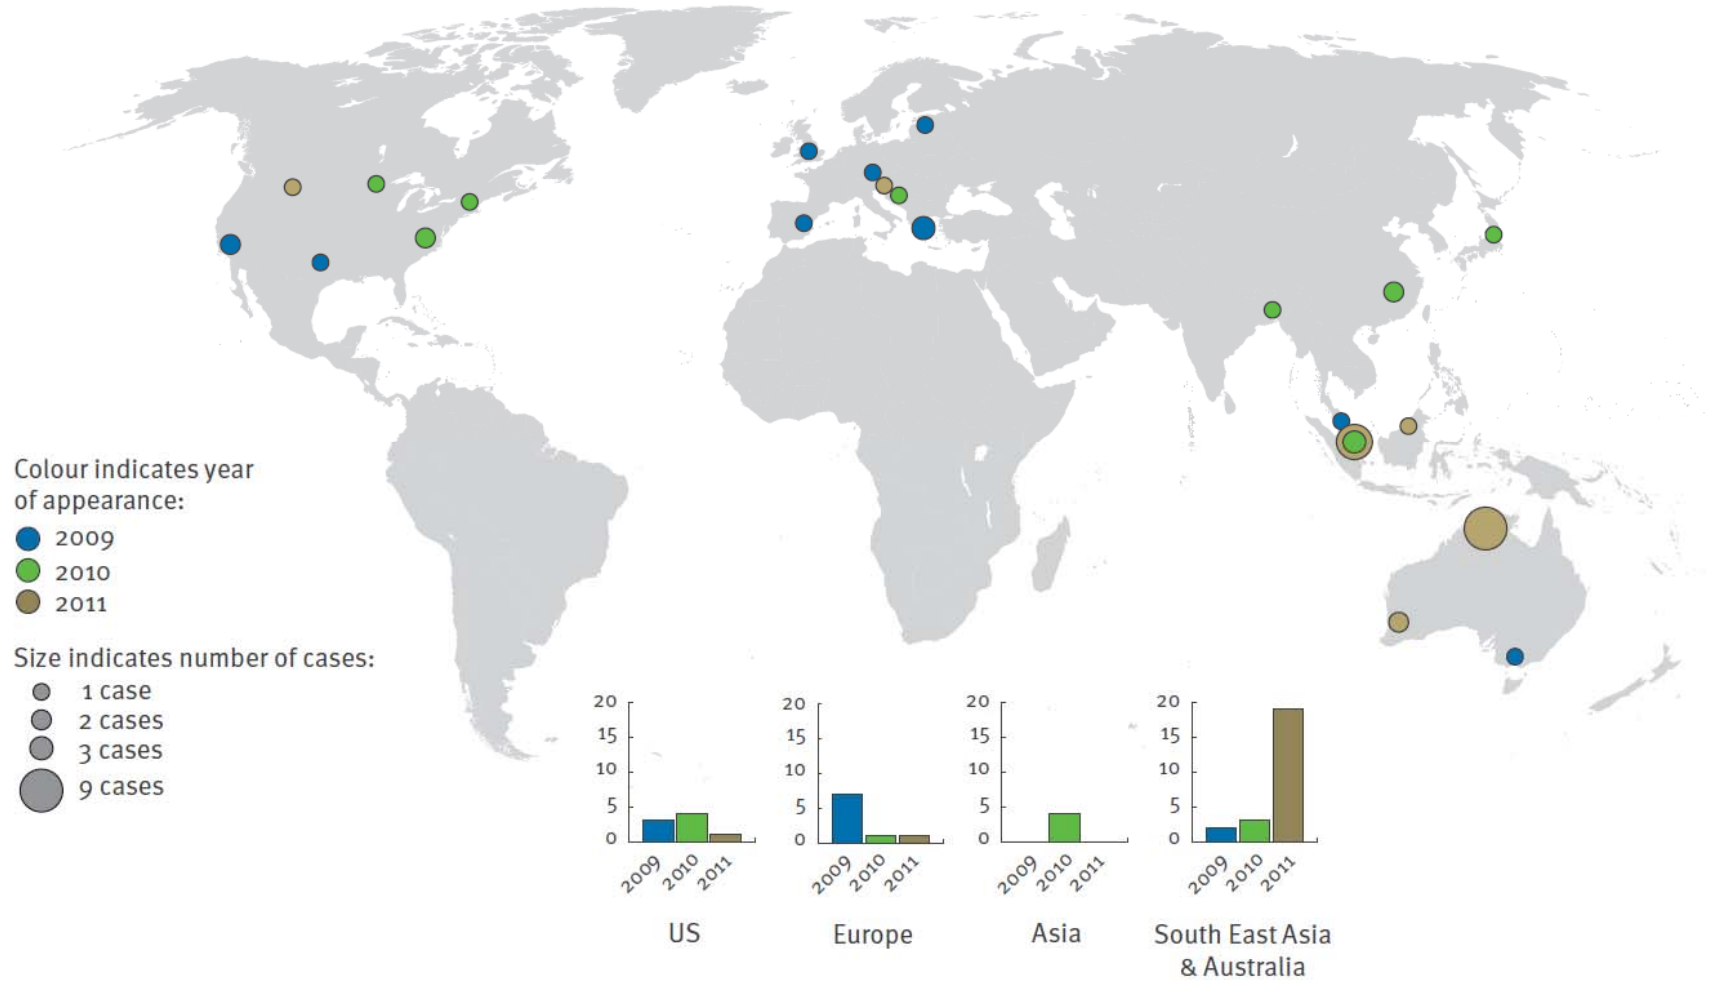 Colour indicates year
of appearance:
2009
2010
2011
Size indicates number of cases:
1 case
2 cases
3 cases
9 cases
20
15
10
5
0
2009
2010
2011
US
20
15
10
5
0
2009
2010
2011
Europe
20
15
10
5
0
2009
2010
2011
Asia
20
15
10
5
0
2009
2010
2011
South East Asia
& Australia